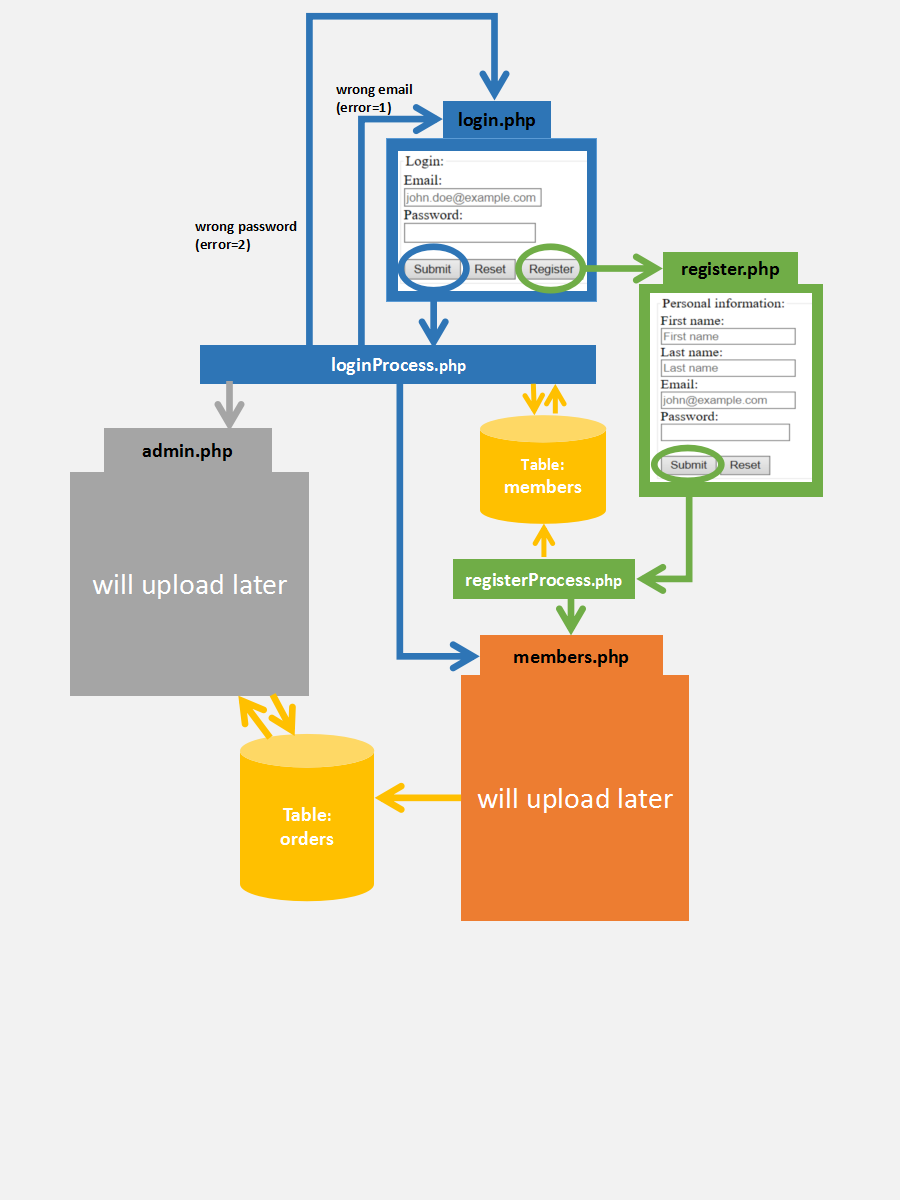 wrong email
(error=1)
login.php
Login:
Email:
john.doe@example.com
Password:
Submit
Reset
Register
wrong password
(error=2)
register.php
Personal information:
First name:
First name
Last name:
Last name
Email:
john@example.com
Password:
Submit
Reset
loginProcess.php
admin.php
will upload later
Table:
members
registerProcess.php
members.php
will upload later
Table:
orders